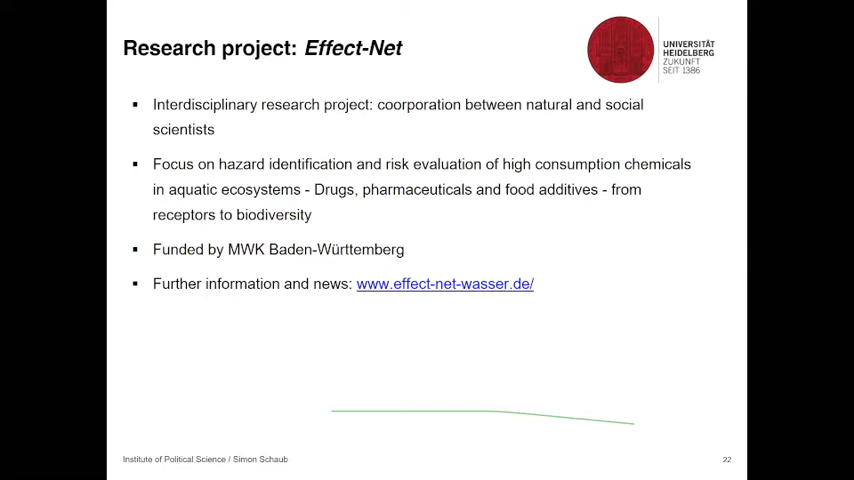 Research project: Effect-Net
UNIVERSITÄT
HEIDELBERG
ZUKUNFT
SEIT 1386
▪ Interdisciplinary research project: coorporation between natural and social
scientists
▪ Focus on hazard identification and risk evaluation of high consumption chemicals
in aquatic ecosystems - Drugs, pharmaceuticals and food additives - from
receptors to biodiversity
▪ Funded by MWK Baden-Württemberg
▪ Further information and news: www.effect-net-wasser.de/
Institute of Political Science / Simon Schaub
22